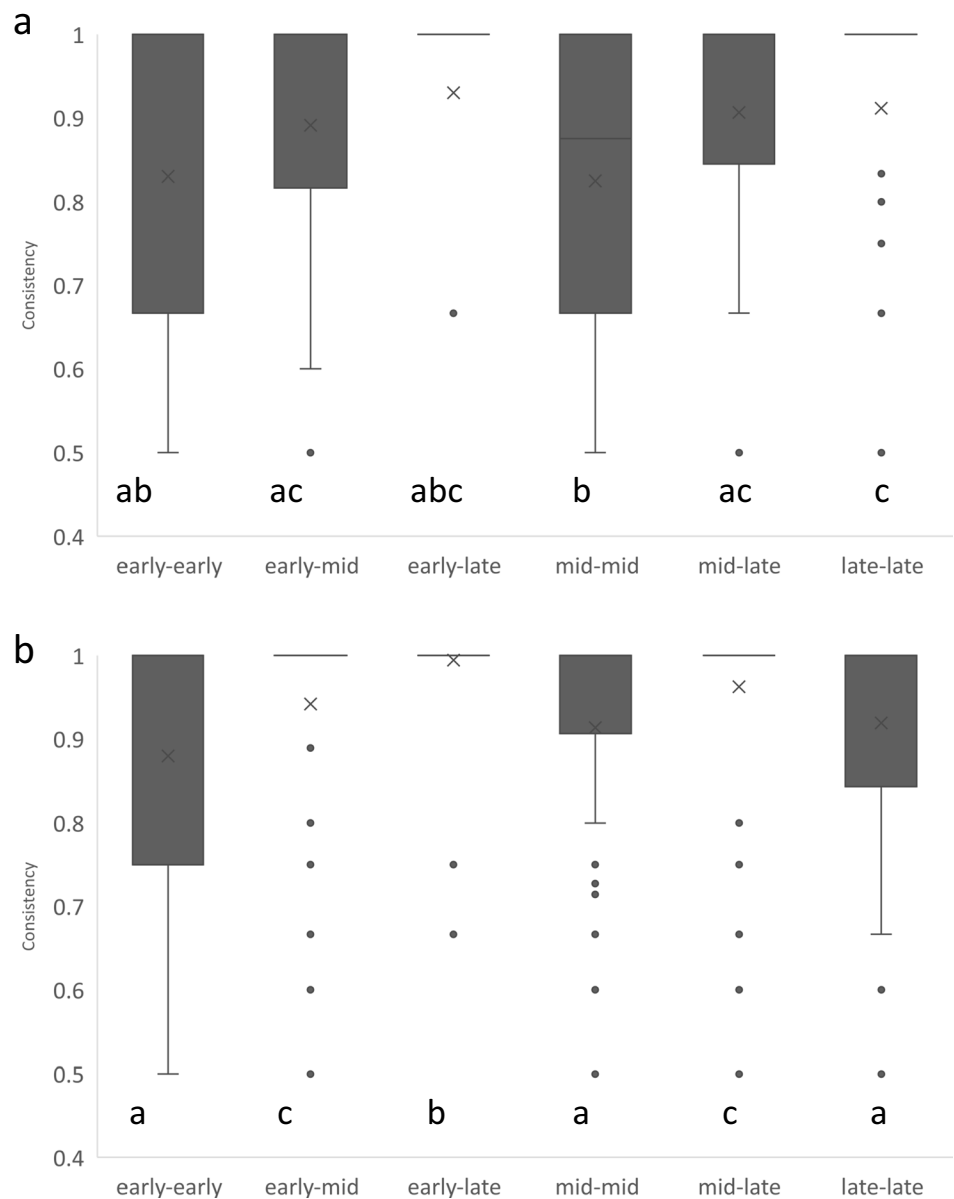 a
1
0.9
0.8
0.7
0.6
0.5
0.4
Consistency
ab ac abc b ac c
early-early early-mid early-late mid-mid mid-late late-late
b
1
0.9
0.8
0.7
0.6
0.5
0.4
Consistency
a c b a c a
early-early early-mid early-late mid-mid mid-late late-late